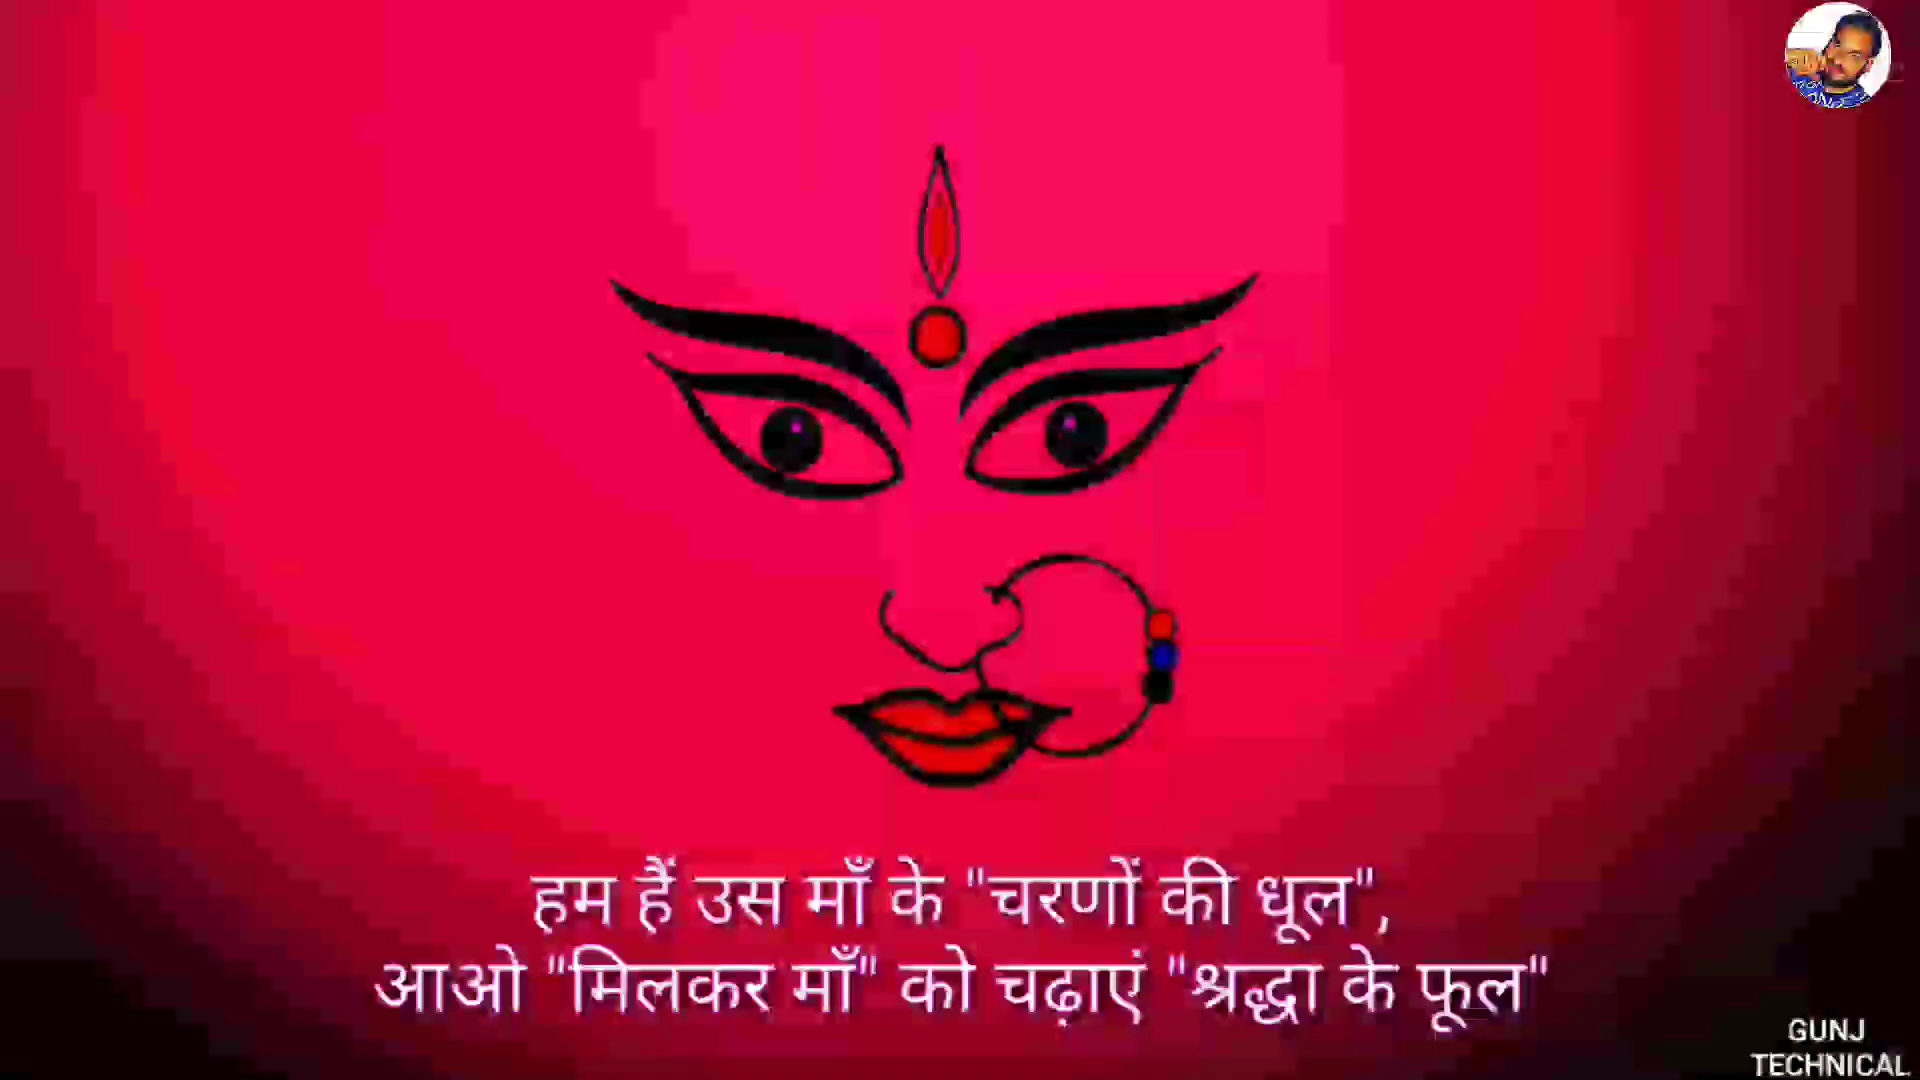 हम हैं उस माँ के "चरणों की धूल",
आओ "मिलकर माँ" को चढ़ाएं "श्रद्धा के फूल"
GUNJ
TECHNICAL